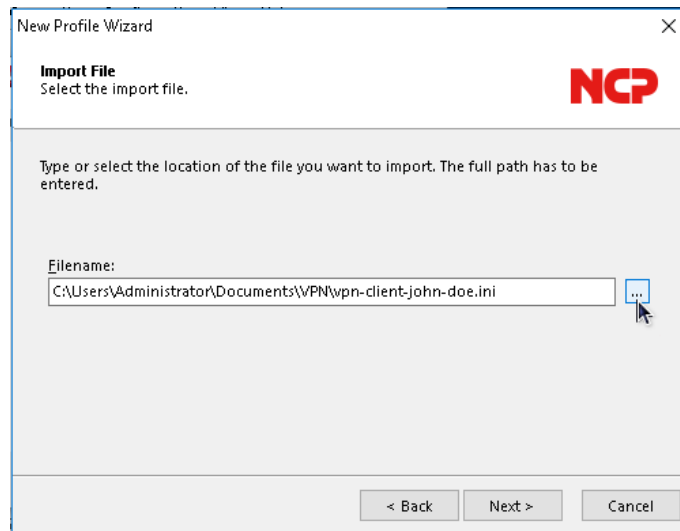 New Profile Wizard
Import File
Select the import file.
NCP
Type or select the location of the file you want to import. The full path has to be
entered.
Filename:
C:\Users\Administrator\Documents\VPN\vpn-client-john-doe.ini
...
< Back
Next >
Cancel